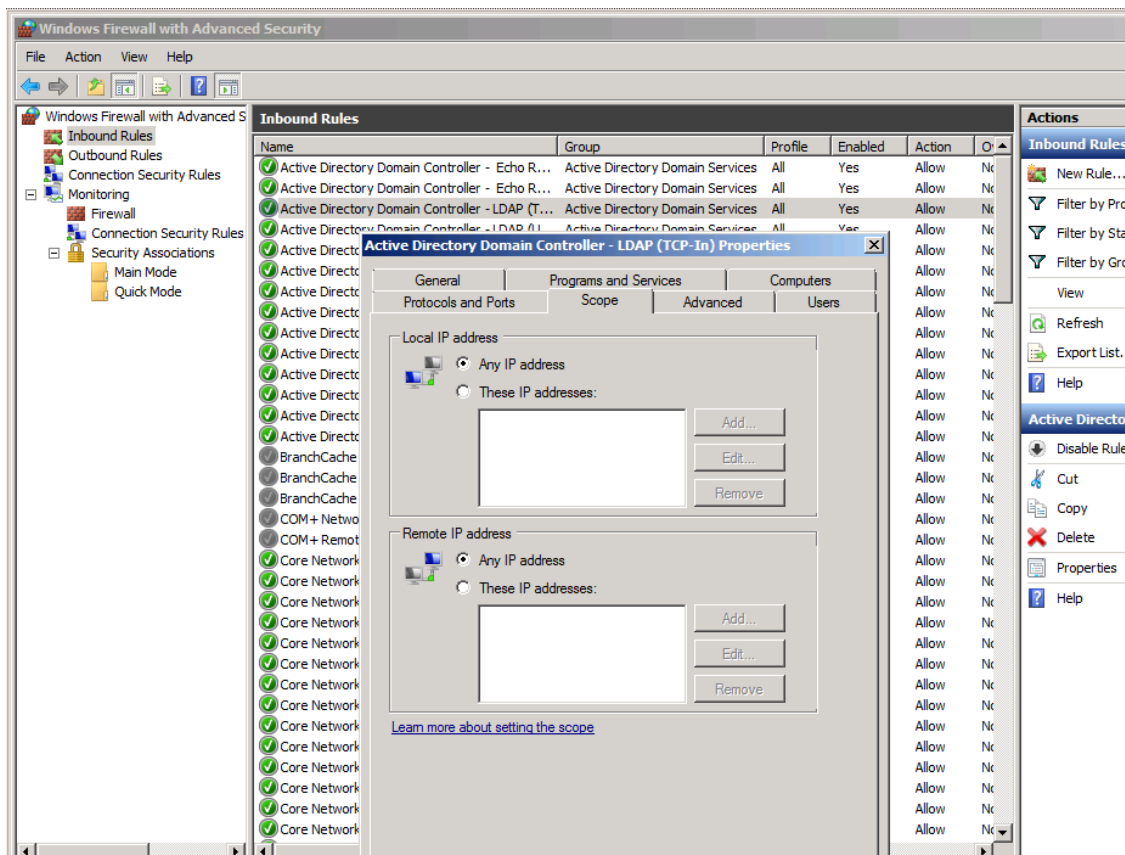 Windows Firewall with Advanced Security
File Action View Help
Windows Firewall with Advanced S
Inbound Rules
Outbound Rules
Connection Security Rules
Monitoring
Firewall
Connection Security Rules
Security Associations
Main Mode
Quick Mode
Inbound Rules
Name Group Profile Enabled Action
Active Directory Domain Controller - Echo R... Active Directory Domain Services All Yes Allow
Active Directory Domain Controller - Echo R... Active Directory Domain Services All Yes Allow
Active Directory Domain Controller - LDAP (T... Active Directory Domain Services All Yes Allow
Active Directory Domain Controller - LDAP (U... Active Directory Domain Services All Yes Allow
Active Directo Allow
Active Directo Allow
Active Directo Allow
Active Directo Allow
Active Directo Allow
Active Directo Allow
Active Directo Allow
Active Directo Allow
Active Directo Allow
Active Directo Allow
BranchCache Allow
BranchCache Allow
BranchCache Allow
COM+ Netwo Allow
COM+ Remot Allow
Core Network Allow
Core Network Allow
Core Network Allow
Core Network Allow
Core Network Allow
Core Network Allow
Core Network Allow
Core Network Allow
Core Network Allow
Core Network Allow
Core Network Allow
Core Network Allow
Core Network Allow
Core Network Allow
Active Directory Domain Controller - LDAP (TCP-In) Properties
General Programs and Services Computers
Protocols and Ports Scope Advanced Users
Local IP address
Any IP address
These IP addresses:
Add...
Edit...
Remove
Remote IP address
Any IP address
These IP addresses:
Add...
Edit...
Remove
Learn more about setting the scope
Actions
Inbound Rules
New Rule...
Filter by Pro
Filter by Sta
Filter by Gro
View
Refresh
Export List.
Help
Active Directo
Disable Rule
Cut
Copy
Delete
Properties
Help